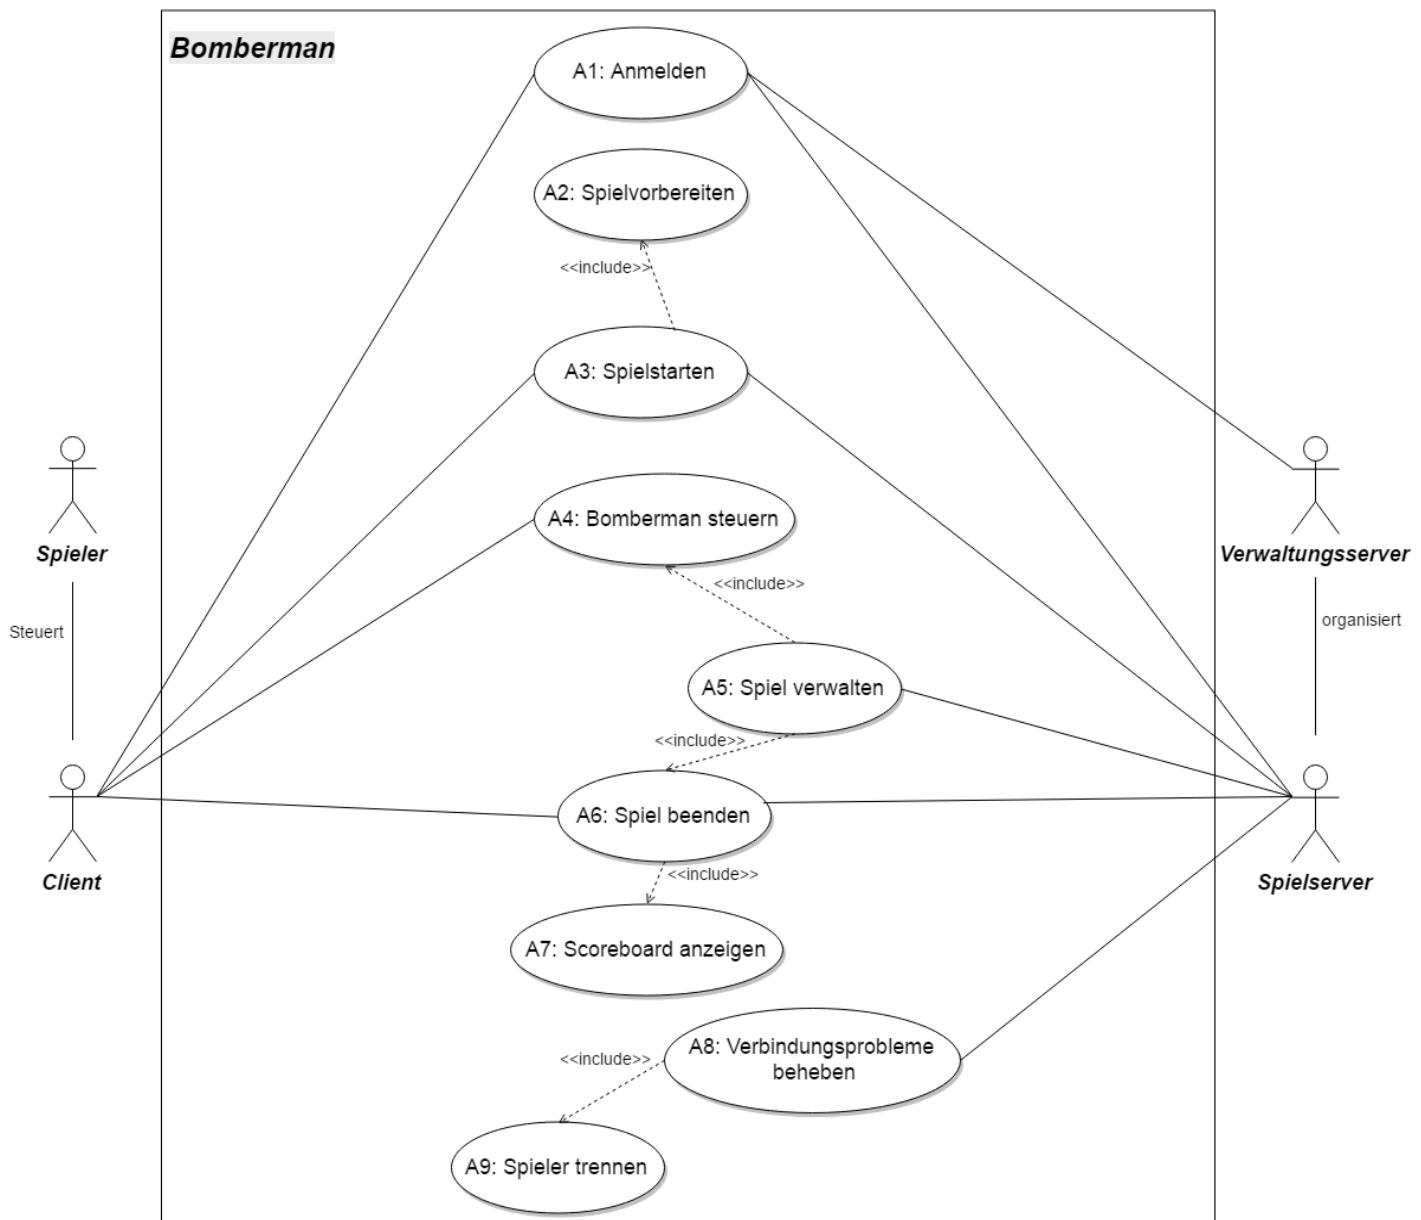 Bomberman
A1: Anmelden
A2: Spielvorbereiten
<<include>>
A3: Spielstarten
A4: Bomberman steuern
Spieler
Verwaltungsserver
<<include>>
Steuert
organisiert
A5: Spiel verwalten
<<include>>
A6: Spiel beenden
Client
Spielserver
<<include>>
A7: Scoreboard anzeigen
A8: Verbindungsprobleme
beheben
<<include>>
A9: Spieler trennen